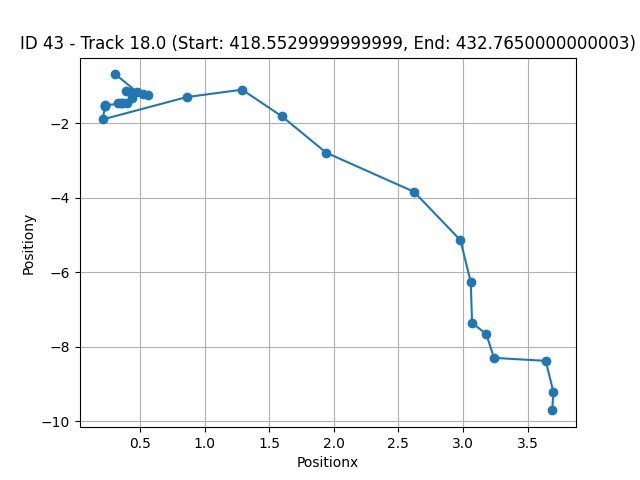 ID 43 - Track 18.0 (Start: 418.5529999999999, End: 432.7650000000003)
Positiony
−2
−4
−6
−8
−10
0.5 1.0 1.5 2.0 2.5 3.0 3.5
Positionx